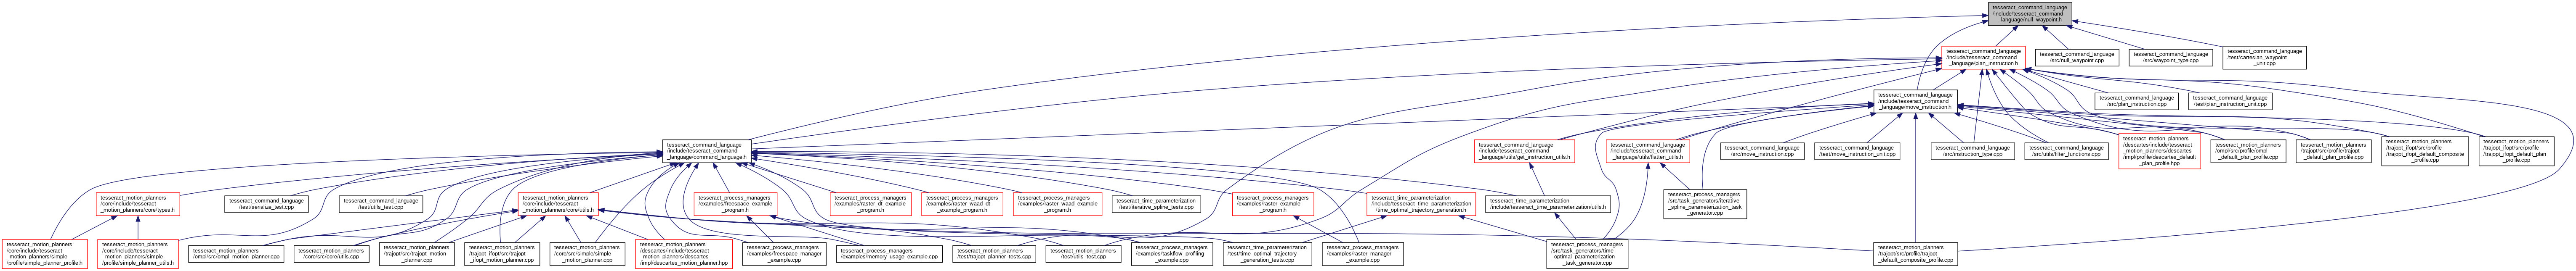 tesseract_command_language
/include/tesseract_command
_language/null_waypoint.h
tesseract_command_language
/include/tesseract_command
_language/plan_instruction.h
tesseract_command_language
/src/null_waypoint.cpp
tesseract_command_language
/src/waypoint_type.cpp
tesseract_command_language
/test/cartesian_waypoint
_unit.cpp
tesseract_command_language
/include/tesseract_command
_language/move_instruction.h
tesseract_command_language
/src/plan_instruction.cpp
tesseract_command_language
/test/plan_instruction_unit.cpp
tesseract_command_language
/include/tesseract_command
_language/command_language.h
tesseract_command_language
/include/tesseract_command
_language/utils/get_instruction_utils.h
tesseract_command_language
/include/tesseract_command
_language/utils/flatten_utils.h
tesseract_command_language
/src/move_instruction.cpp
tesseract_command_language
/test/move_instruction_unit.cpp
tesseract_command_language
/src/instruction_type.cpp
tesseract_command_language
/src/utils/filter_functions.cpp
tesseract_motion_planners
/descartes/include/tesseract
_motion_planners/descartes
/impl/profile/descartes_default
_plan_profile.hpp
tesseract_motion_planners
/ompl/src/profile/ompl
_default_plan_profile.cpp
tesseract_motion_planners
/trajopt/src/profile/trajopt
_default_plan_profile.cpp
tesseract_motion_planners
/trajopt_ifopt/src/profile
/trajopt_ifopt_default_composite
_profile.cpp
tesseract_motion_planners
/trajopt_ifopt/src/profile
/trajopt_ifopt_default_plan
_profile.cpp
tesseract_motion_planners
/core/include/tesseract
_motion_planners/core/types.h
tesseract_command_language
/test/serialize_test.cpp
tesseract_command_language
/test/utils_test.cpp
tesseract_motion_planners
/core/include/tesseract
_motion_planners/core/utils.h
tesseract_process_managers
/examples/freespace_example
_program.h
tesseract_process_managers
/examples/raster_dt_example
_program.h
tesseract_process_managers
/examples/raster_waad_dt
_example_program.h
tesseract_process_managers
/examples/raster_waad_example
_program.h
tesseract_time_parameterization
/test/iterative_spline_tests.cpp
tesseract_process_managers
/examples/raster_example
_program.h
tesseract_time_parameterization
/include/tesseract_time_parameterization
/time_optimal_trajectory_generation.h
tesseract_time_parameterization
/include/tesseract_time_parameterization/utils.h
tesseract_process_managers
/src/task_generators/iterative
_spline_parameterization_task
_generator.cpp
tesseract_motion_planners
/core/include/tesseract
_motion_planners/simple
/profile/simple_planner_profile.h
tesseract_motion_planners
/core/include/tesseract
_motion_planners/simple
/profile/simple_planner_utils.h
tesseract_motion_planners
/ompl/src/ompl_motion_planner.cpp
tesseract_motion_planners
/core/src/core/utils.cpp
tesseract_motion_planners
/trajopt/src/trajopt_motion
_planner.cpp
tesseract_motion_planners
/trajopt_ifopt/src/trajopt
_ifopt_motion_planner.cpp
tesseract_motion_planners
/core/src/simple/simple
_motion_planner.cpp
tesseract_motion_planners
/descartes/include/tesseract
_motion_planners/descartes
/impl/descartes_motion_planner.hpp
tesseract_process_managers
/examples/freespace_manager
_example.cpp
tesseract_process_managers
/examples/memory_usage_example.cpp
tesseract_motion_planners
/test/trajopt_planner_tests.cpp
tesseract_motion_planners
/test/utils_test.cpp
tesseract_process_managers
/examples/taskflow_profiling
_example.cpp
tesseract_time_parameterization
/test/time_optimal_trajectory
_generation_tests.cpp
tesseract_process_managers
/examples/raster_manager
_example.cpp
tesseract_process_managers
/src/task_generators/time
_optimal_parameterization
_task_generator.cpp
tesseract_motion_planners
/trajopt/src/profile/trajopt
_default_composite_profile.cpp